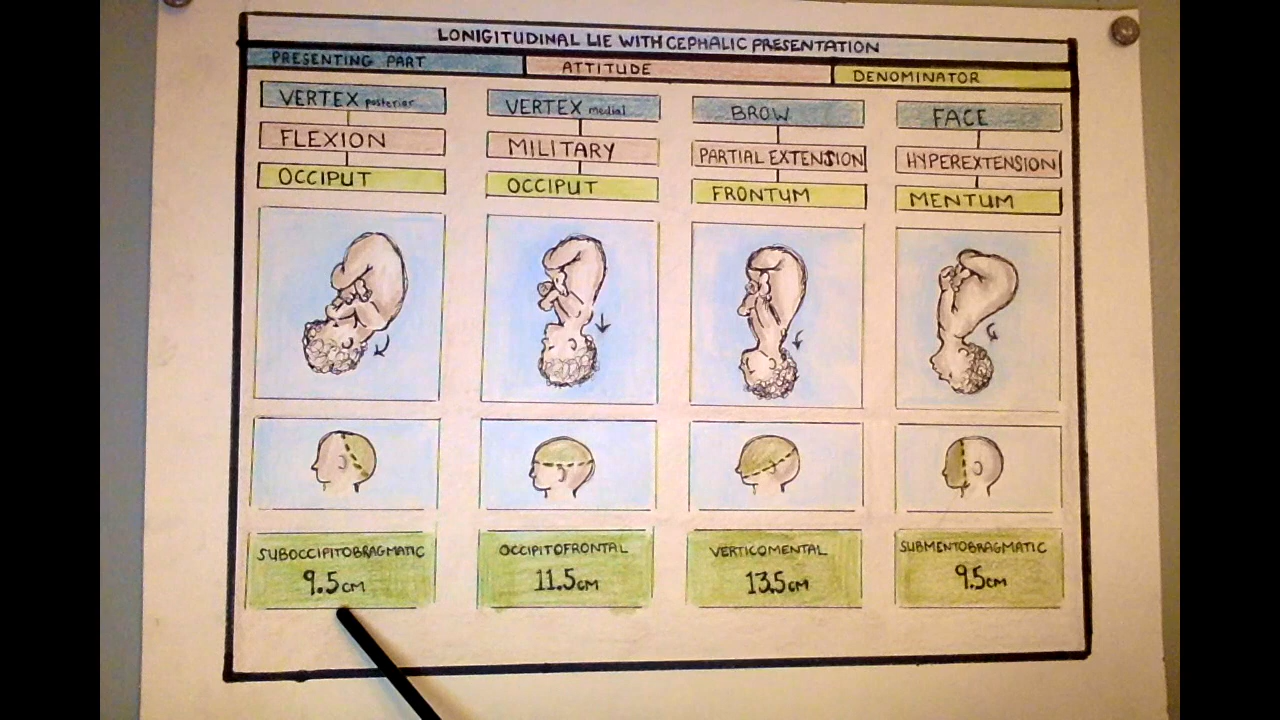 LONIGITUDINAL LIE WITH CEPHALIC PRESENTATION
PRESENTING PART ATTITUDE DENOMINATOR
VERTEX posterior VERTEX medial BROW FACE
FLEXION MILITARY PARTIAL EXTENSION HYPEREXTENSION
OCCIPUT OCCIPUT FRONTUM MENTUM
SUBOCCIPITOBRAGMATIC OCCIPITOFRONTAL VERTICOMENTAL SUBMENTOBRAGMATIC
9.5CM 11.5CM 13.5CM 9.5CM